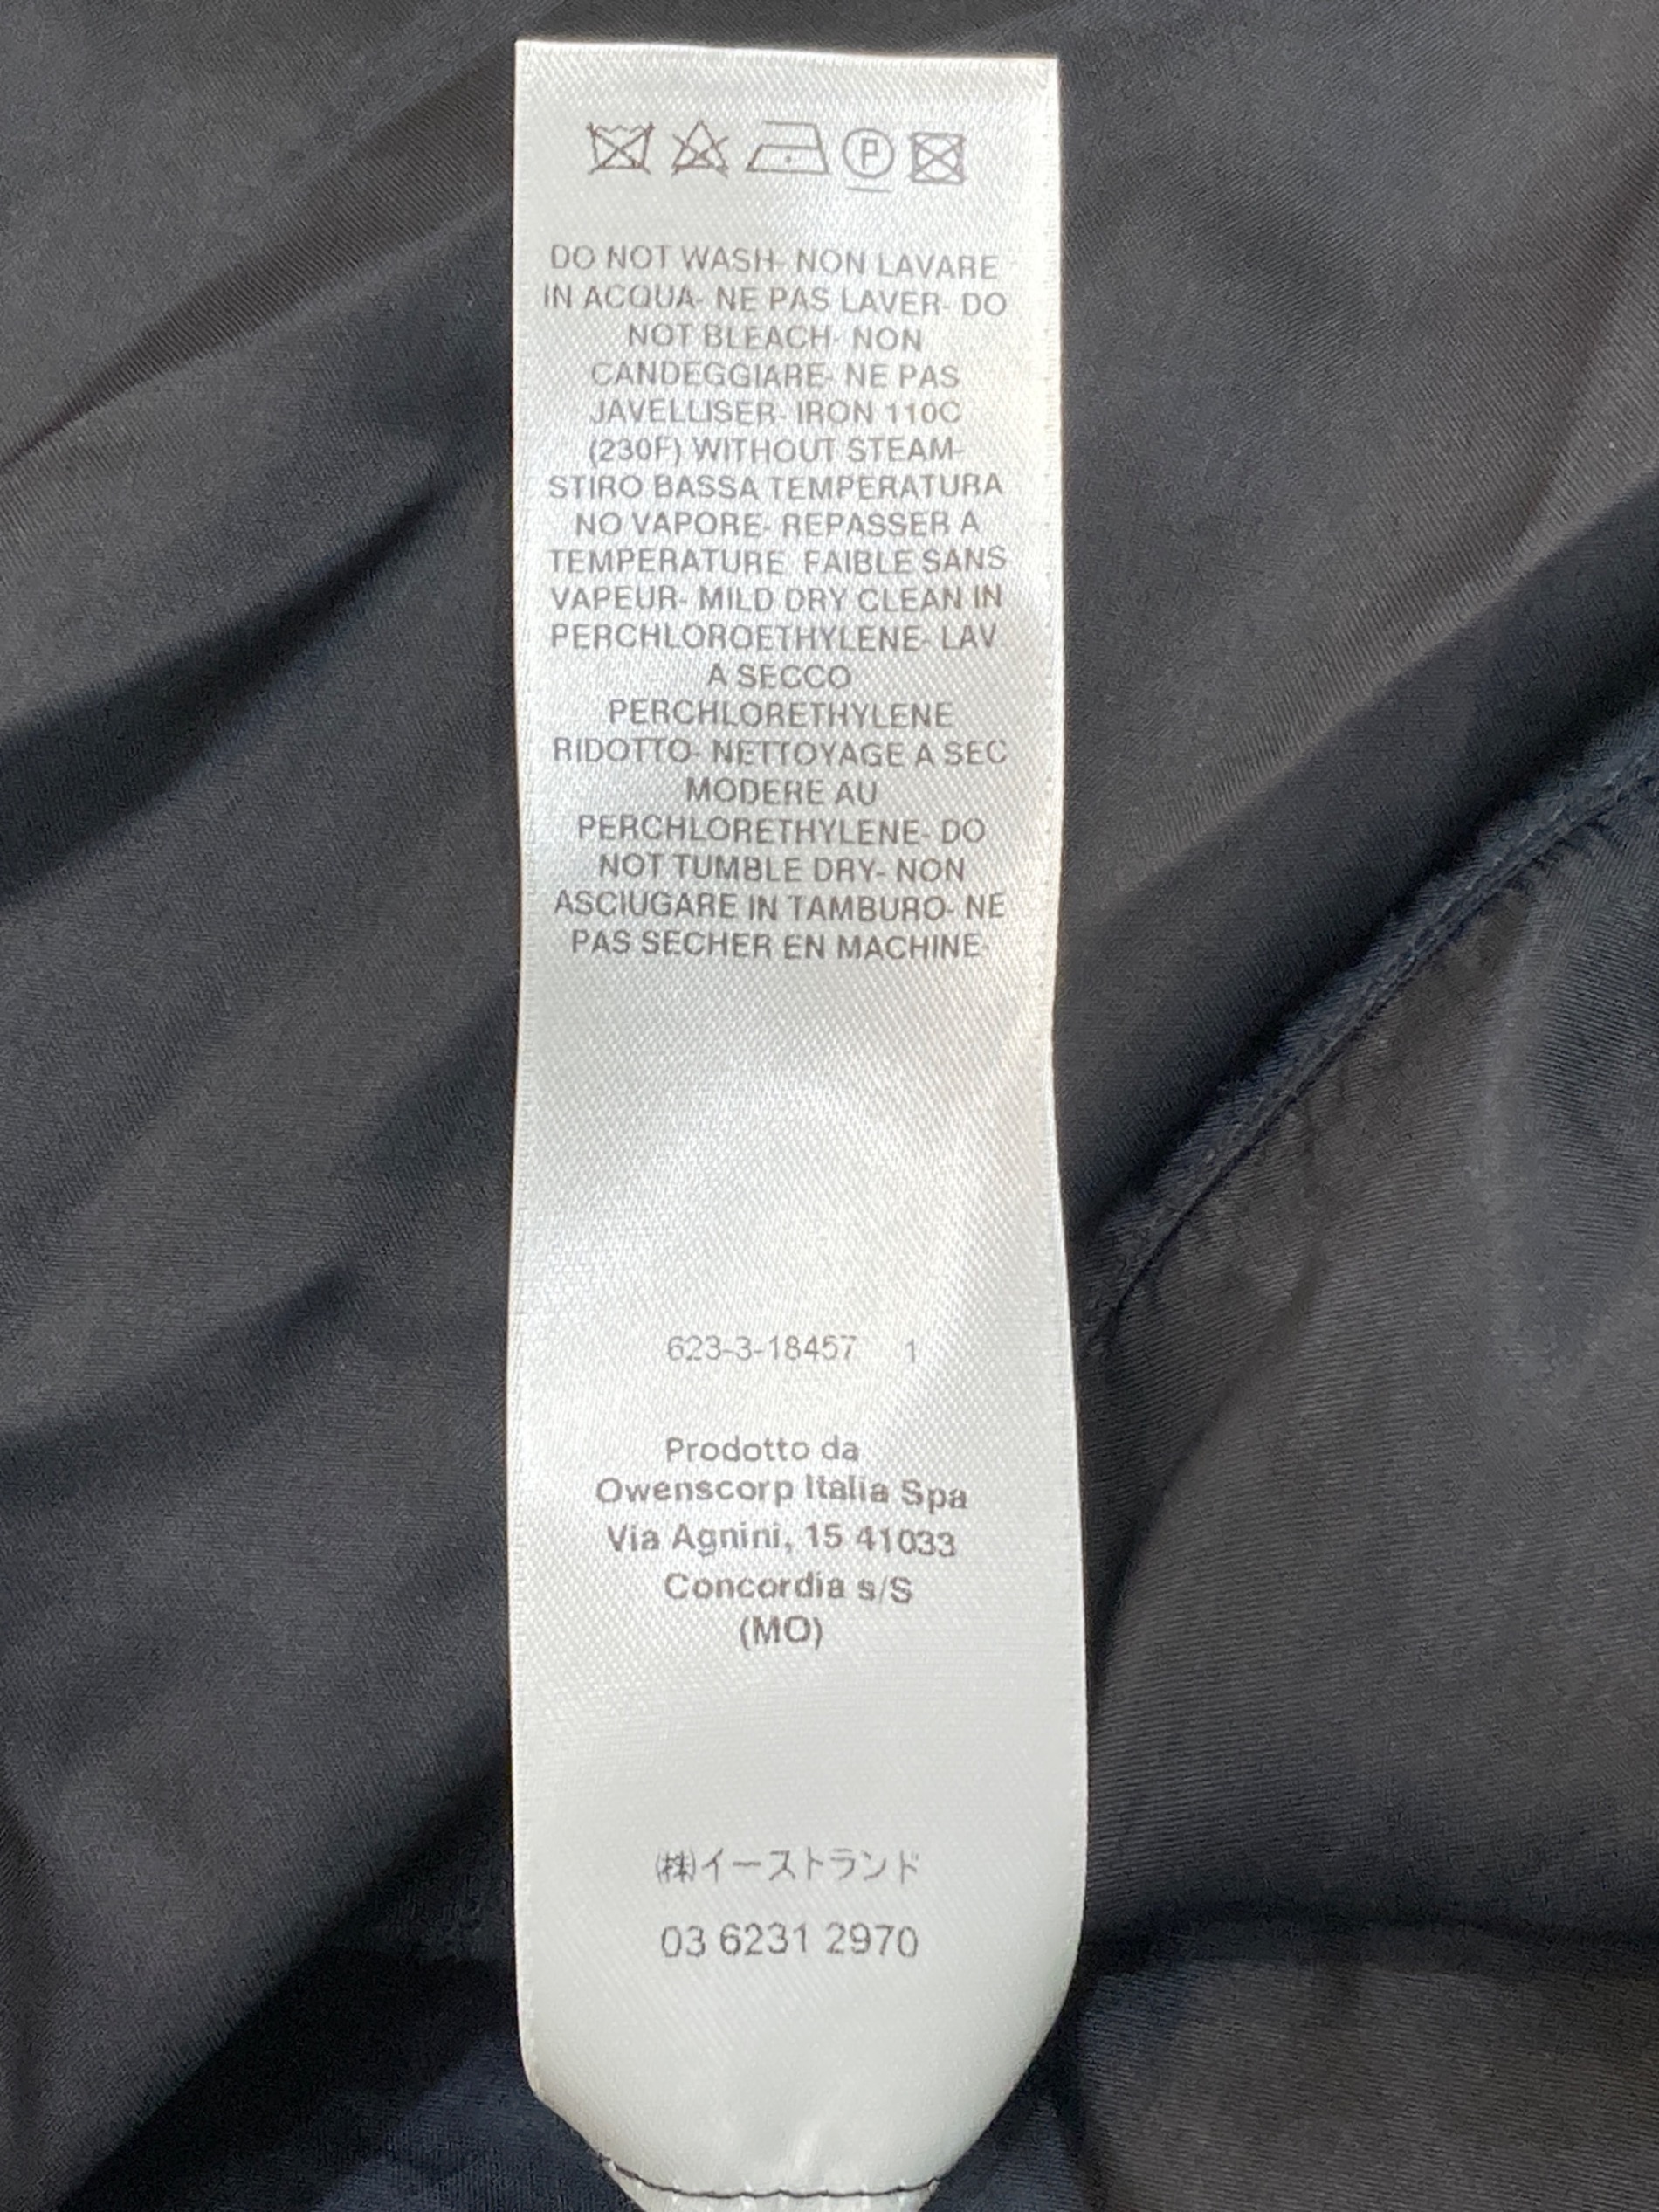 P
DO NOT WASH- NON LAVARE
IN ACQUA- NE PAS LAVER- DO
NOT BLEACH- NON
CANDEGGIARE- NE PAS
JAVELLISER- IRON 110C
(230F) WITHOUT STEAM-
STIRO BASSA TEMPERATURA
NO VAPORE- REPASSER A
TEMPERATURE FAIBLE SANS
VAPEUR- MILD DRY CLEAN IN
PERCHLOROETHYLENE- LAV
A SECCO
PERCHLORETHYLENE
RIDOTTO- NETTOYAGE A SEC
MODERE AU
PERCHLORETHYLENE- DO
NOT TUMBLE DRY- NON
ASCIUGARE IN TAMBURO- NE
PAS SECHER EN MACHINE-
623-3-18457 1
Prodotto da
Owenscorp Italia Spa
Via Agnini, 15 41033
Concordia s/S
(MO)
㈱イーストランド
03 6231 2970